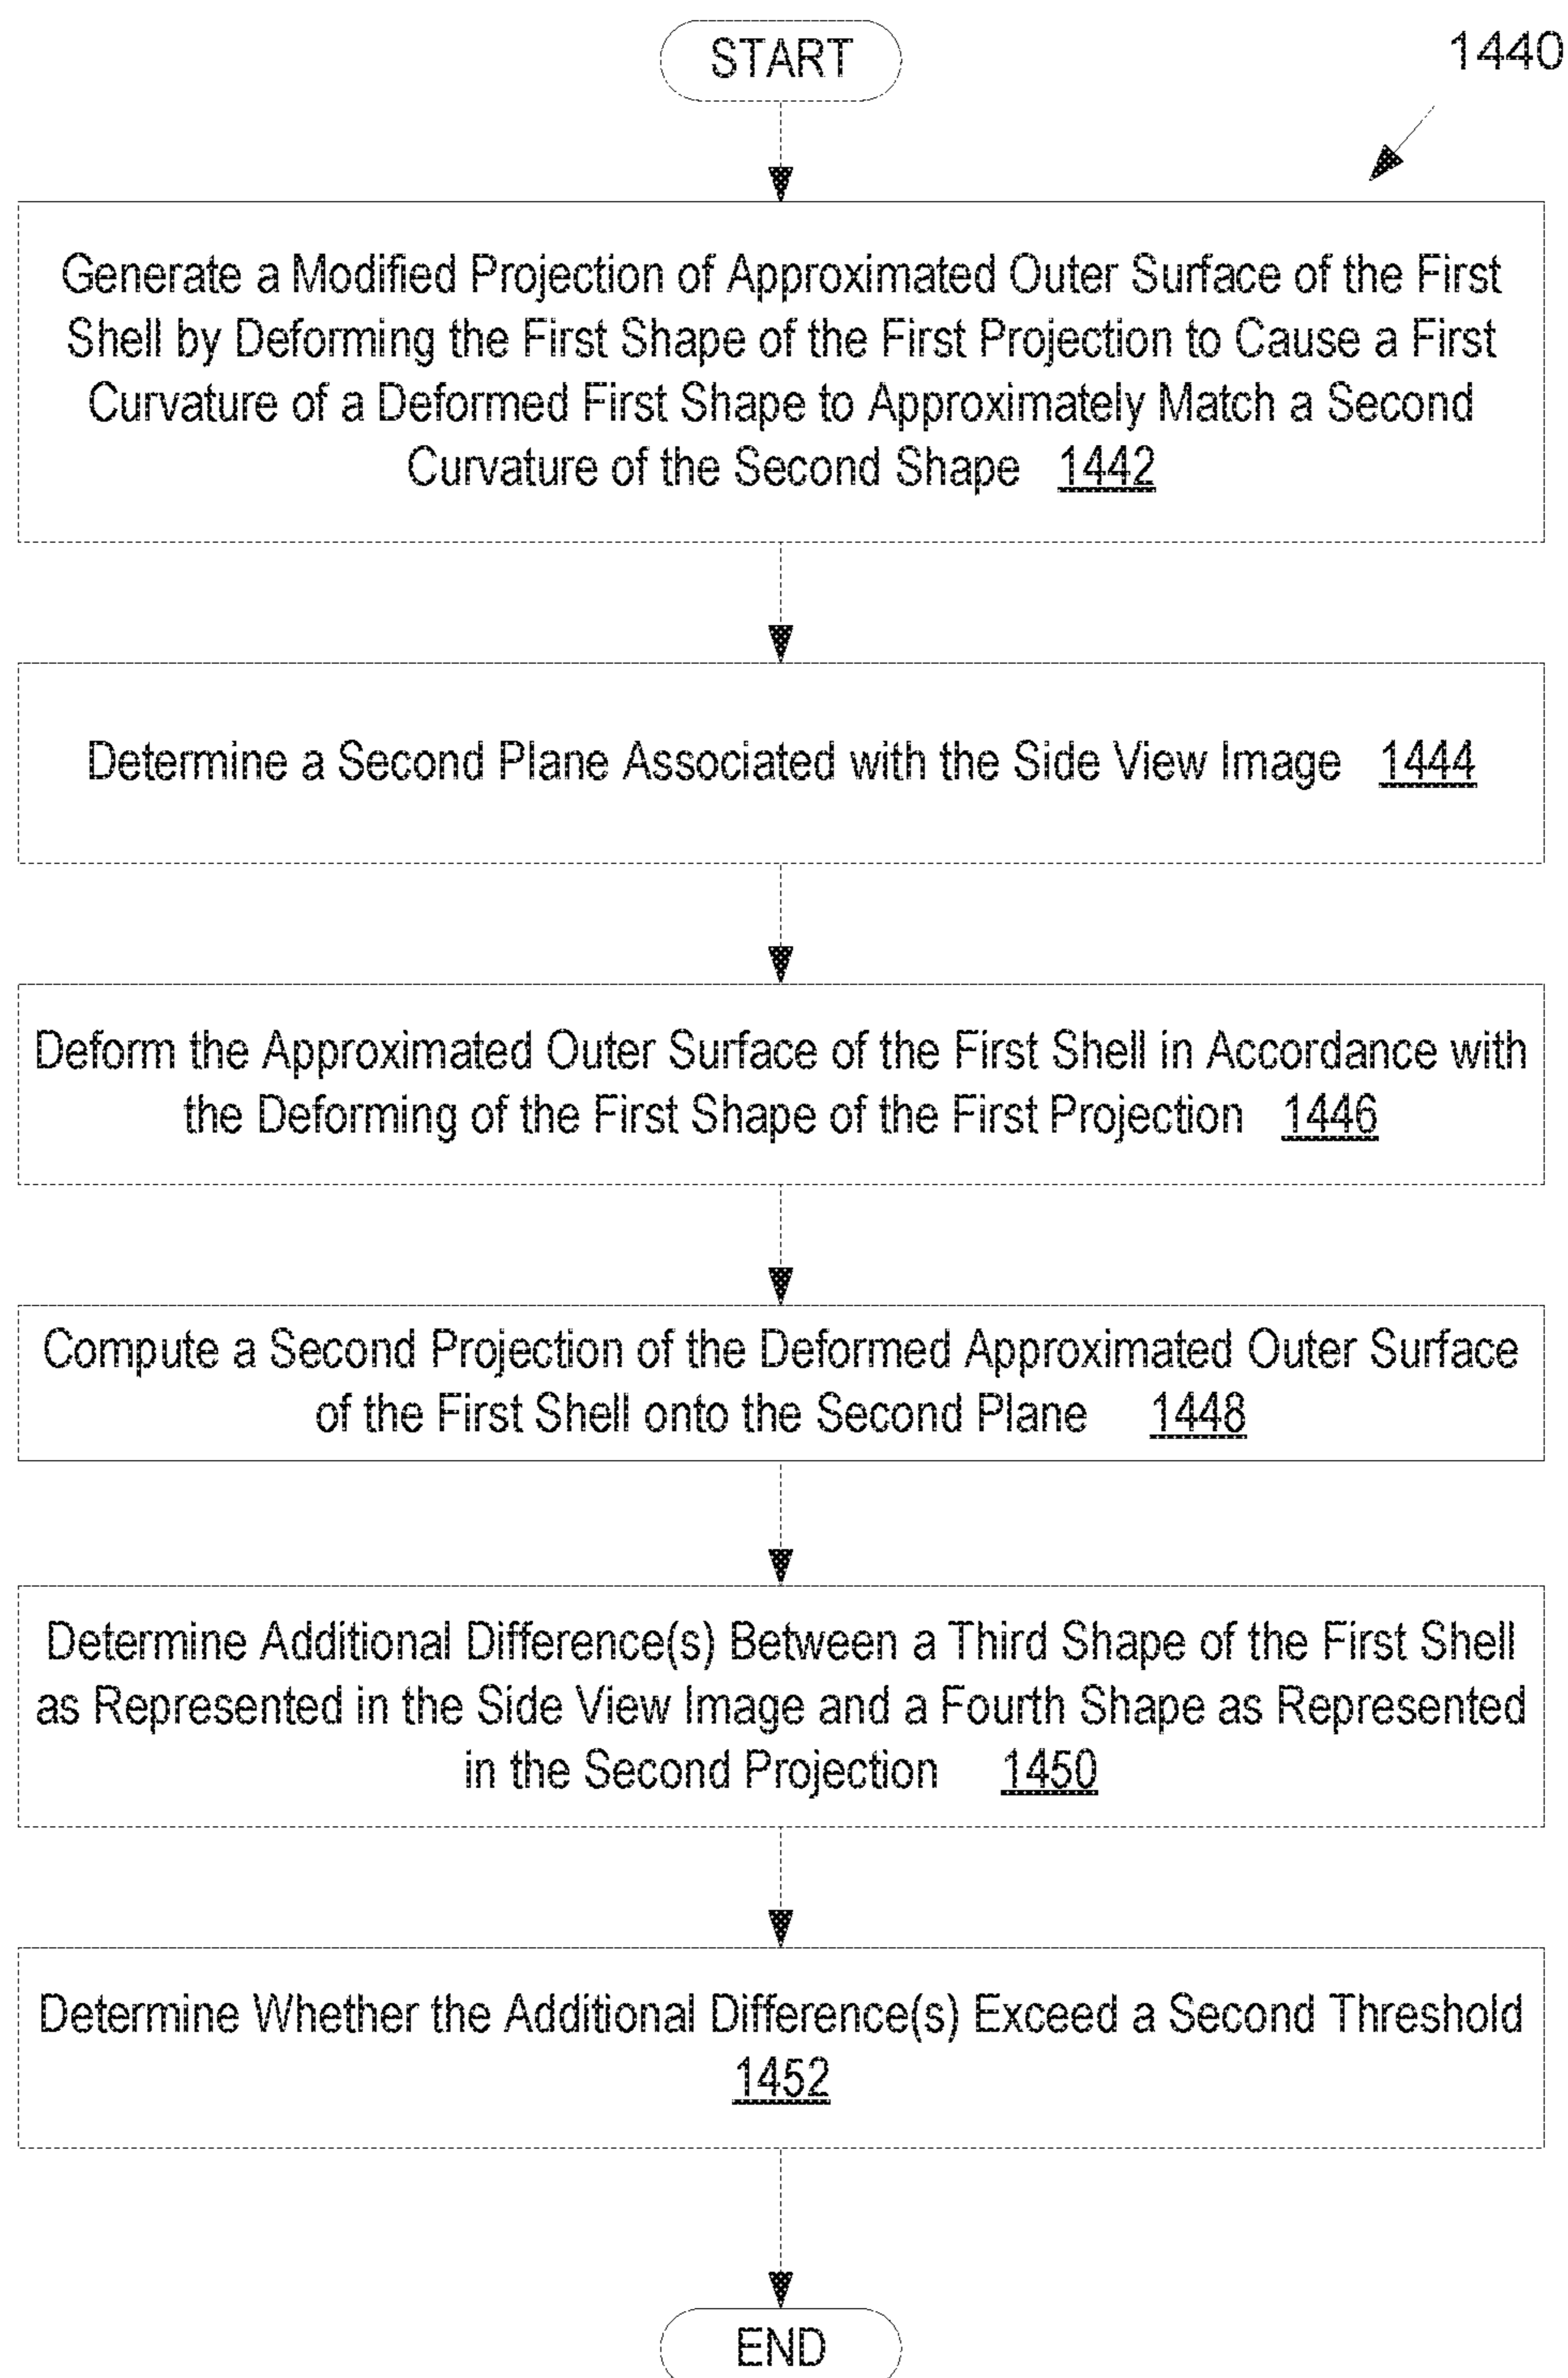 START
1440
Generate a Modified Projection of Approximated Outer Surface of the First
Shell by Deforming the First Shape of the First Projection to Cause a First
Curvature of a Deformed First Shape to Approximately Match a Second
Curvature of the Second Shape 1442
Determine a Second Plane Associated with the Side View Image 1444
Deform the Approximated Outer Surface of the First Shell in Accordance with
the Deforming of the First Shape of the First Projection 1446
Compute a Second Projection of the Deformed Approximated Outer Surface
of the First Shell onto the Second Plane 1448
Determine Additional Difference(s) Between a Third Shape of the First Shell
as Represented in the Side View Image and a Fourth Shape as Represented
in the Second Projection 1450
Determine Whether the Additional Difference(s) Exceed a Second Threshold
1452
END